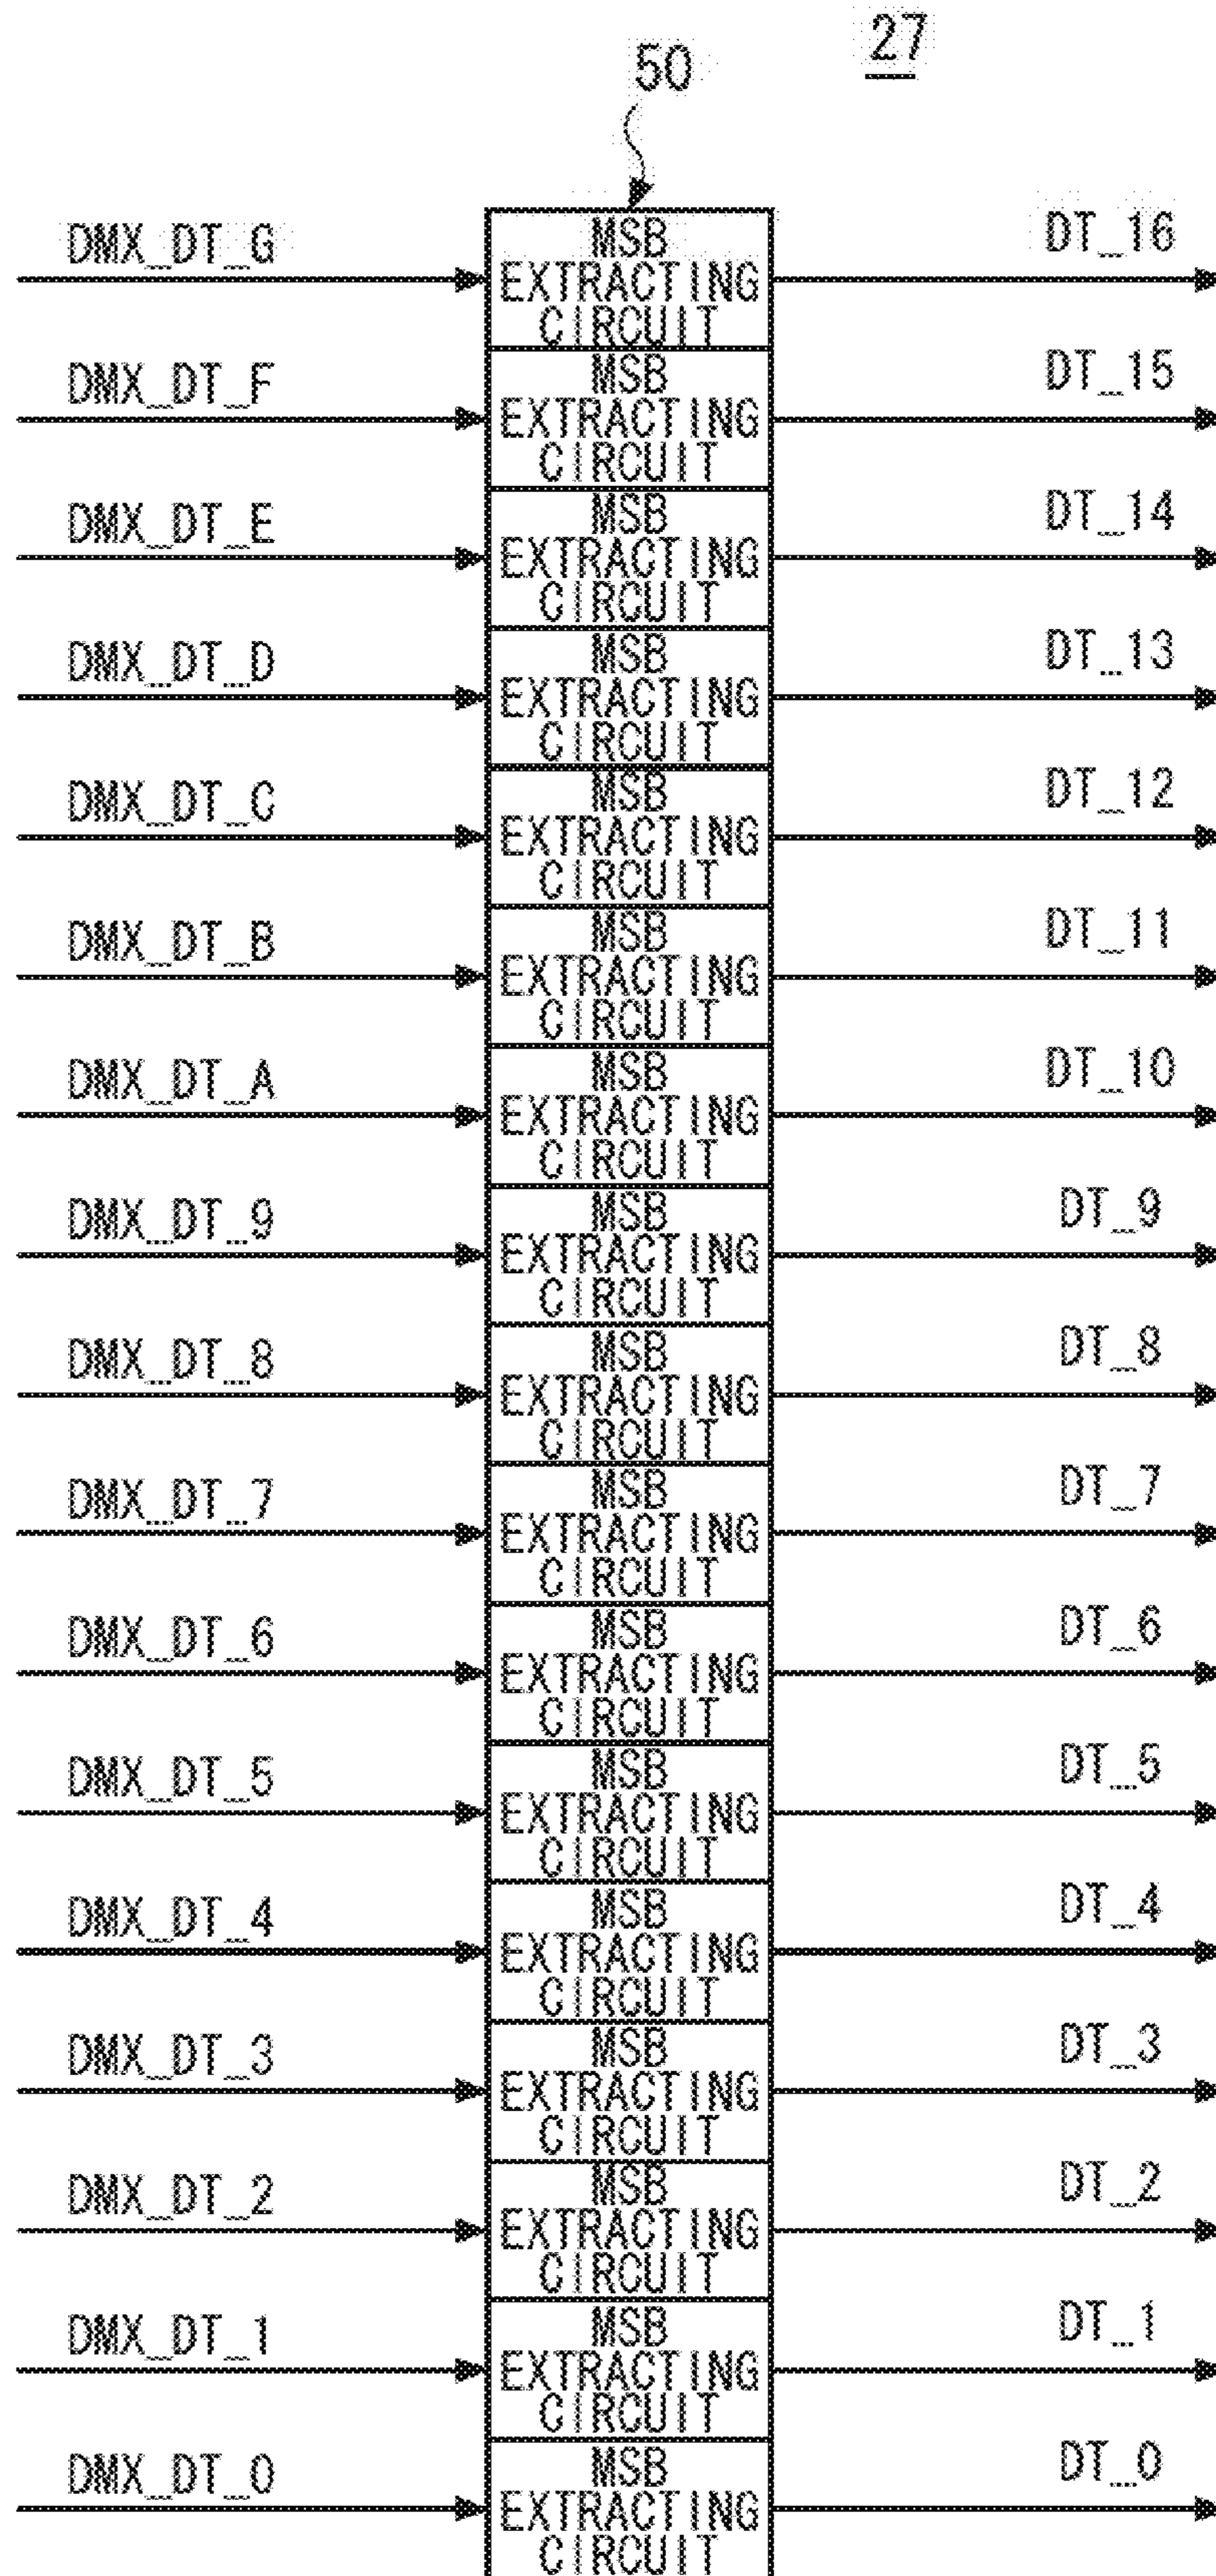 27
50
DMX_DT_G
MSB
EXTRACTING
CIRCUIT
DT_16
DMX_DT_F
MSB
EXTRACTING
CIRCUIT
DT_15
DMX_DT_E
MSB
EXTRACTING
CIRCUIT
DT_14
DMX_DT_D
MSB
EXTRACTING
CIRCUIT
DT_13
DMX_DT_C
MSB
EXTRACTING
CIRCUIT
DT_12
DMX_DT_B
MSB
EXTRACTING
CIRCUIT
DT_11
DMX_DT_A
MSB
EXTRACTING
CIRCUIT
DT_10
DMX_DT_9
MSB
EXTRACTING
CIRCUIT
DT_9
DMX_DT_8
MSB
EXTRACTING
CIRCUIT
DT_8
DMX_DT_7
MSB
EXTRACTING
CIRCUIT
DT_7
DMX_DT_6
MSB
EXTRACTING
CIRCUIT
DT_6
DMX_DT_5
MSB
EXTRACTING
CIRCUIT
DT_5
DMX_DT_4
MSB
EXTRACTING
CIRCUIT
DT_4
DMX_DT_3
MSB
EXTRACTING
CIRCUIT
DT_3
DMX_DT_2
MSB
EXTRACTING
CIRCUIT
DT_2
DMX_DT_1
MSB
EXTRACTING
CIRCUIT
DT_1
DMX_DT_0
MSB
EXTRACTING
CIRCUIT
DT_0